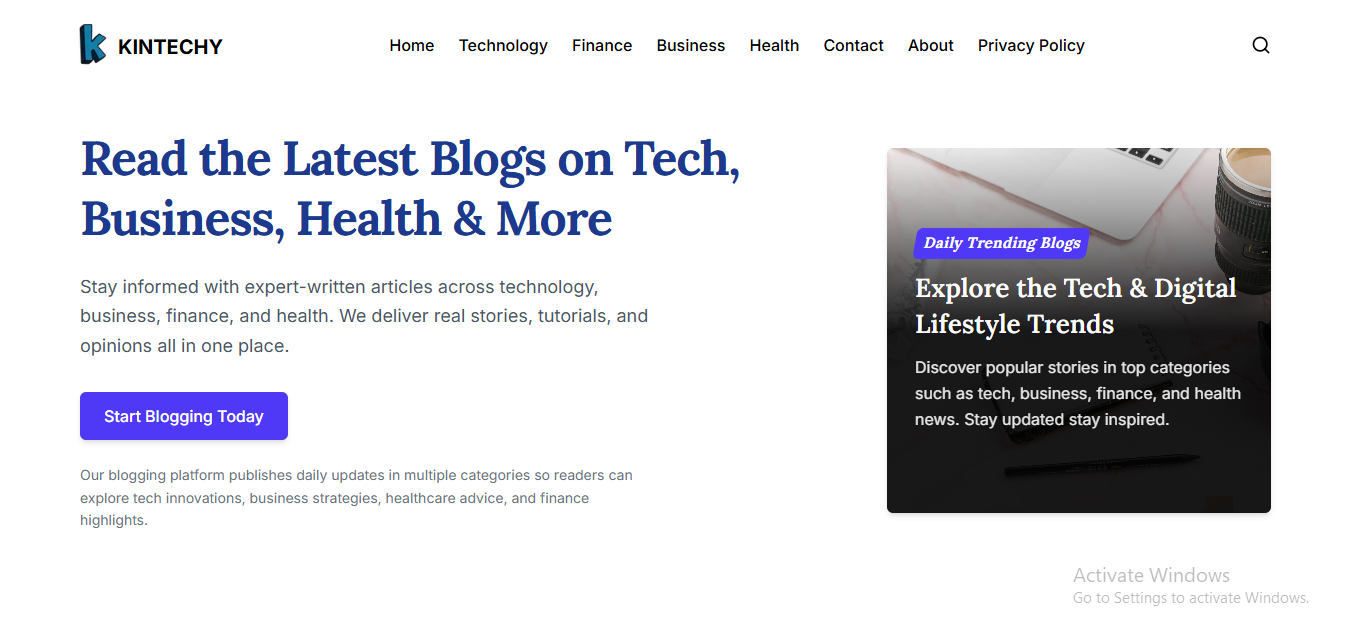 KINTECHY
Home Technology Finance Business Health Contact About Privacy Policy
Read the Latest Blogs on Tech,
Business, Health & More
Stay informed with expert-written articles across technology,
business, finance, and health. We deliver real stories, tutorials, and
opinions all in one place.
Start Blogging Today
Our blogging platform publishes daily updates in multiple categories so readers can
explore tech innovations, business strategies, healthcare advice, and finance
highlights.
Daily Trending Blogs
Explore the Tech & Digital
Lifestyle Trends
Discover popular stories in top categories
such as tech, business, finance, and health
news. Stay updated stay inspired.
Activate Windows
Go to Settings to activate Windows.